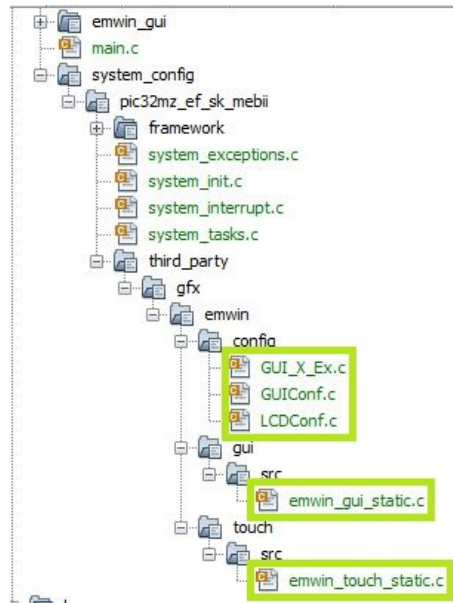 emwin_gui
main.c
system_config
pic32mz_ef_sk_mebii
framework
system_exceptions.c
system_init.c
system_interrupt.c
system_tasks.c
third_party
gfx
emwin
config
GUI_X_Ex.c
GUIConf.c
LCDConf.c
gui
src
emwin_gui_static.c
touch
src
emwin_touch_static.c